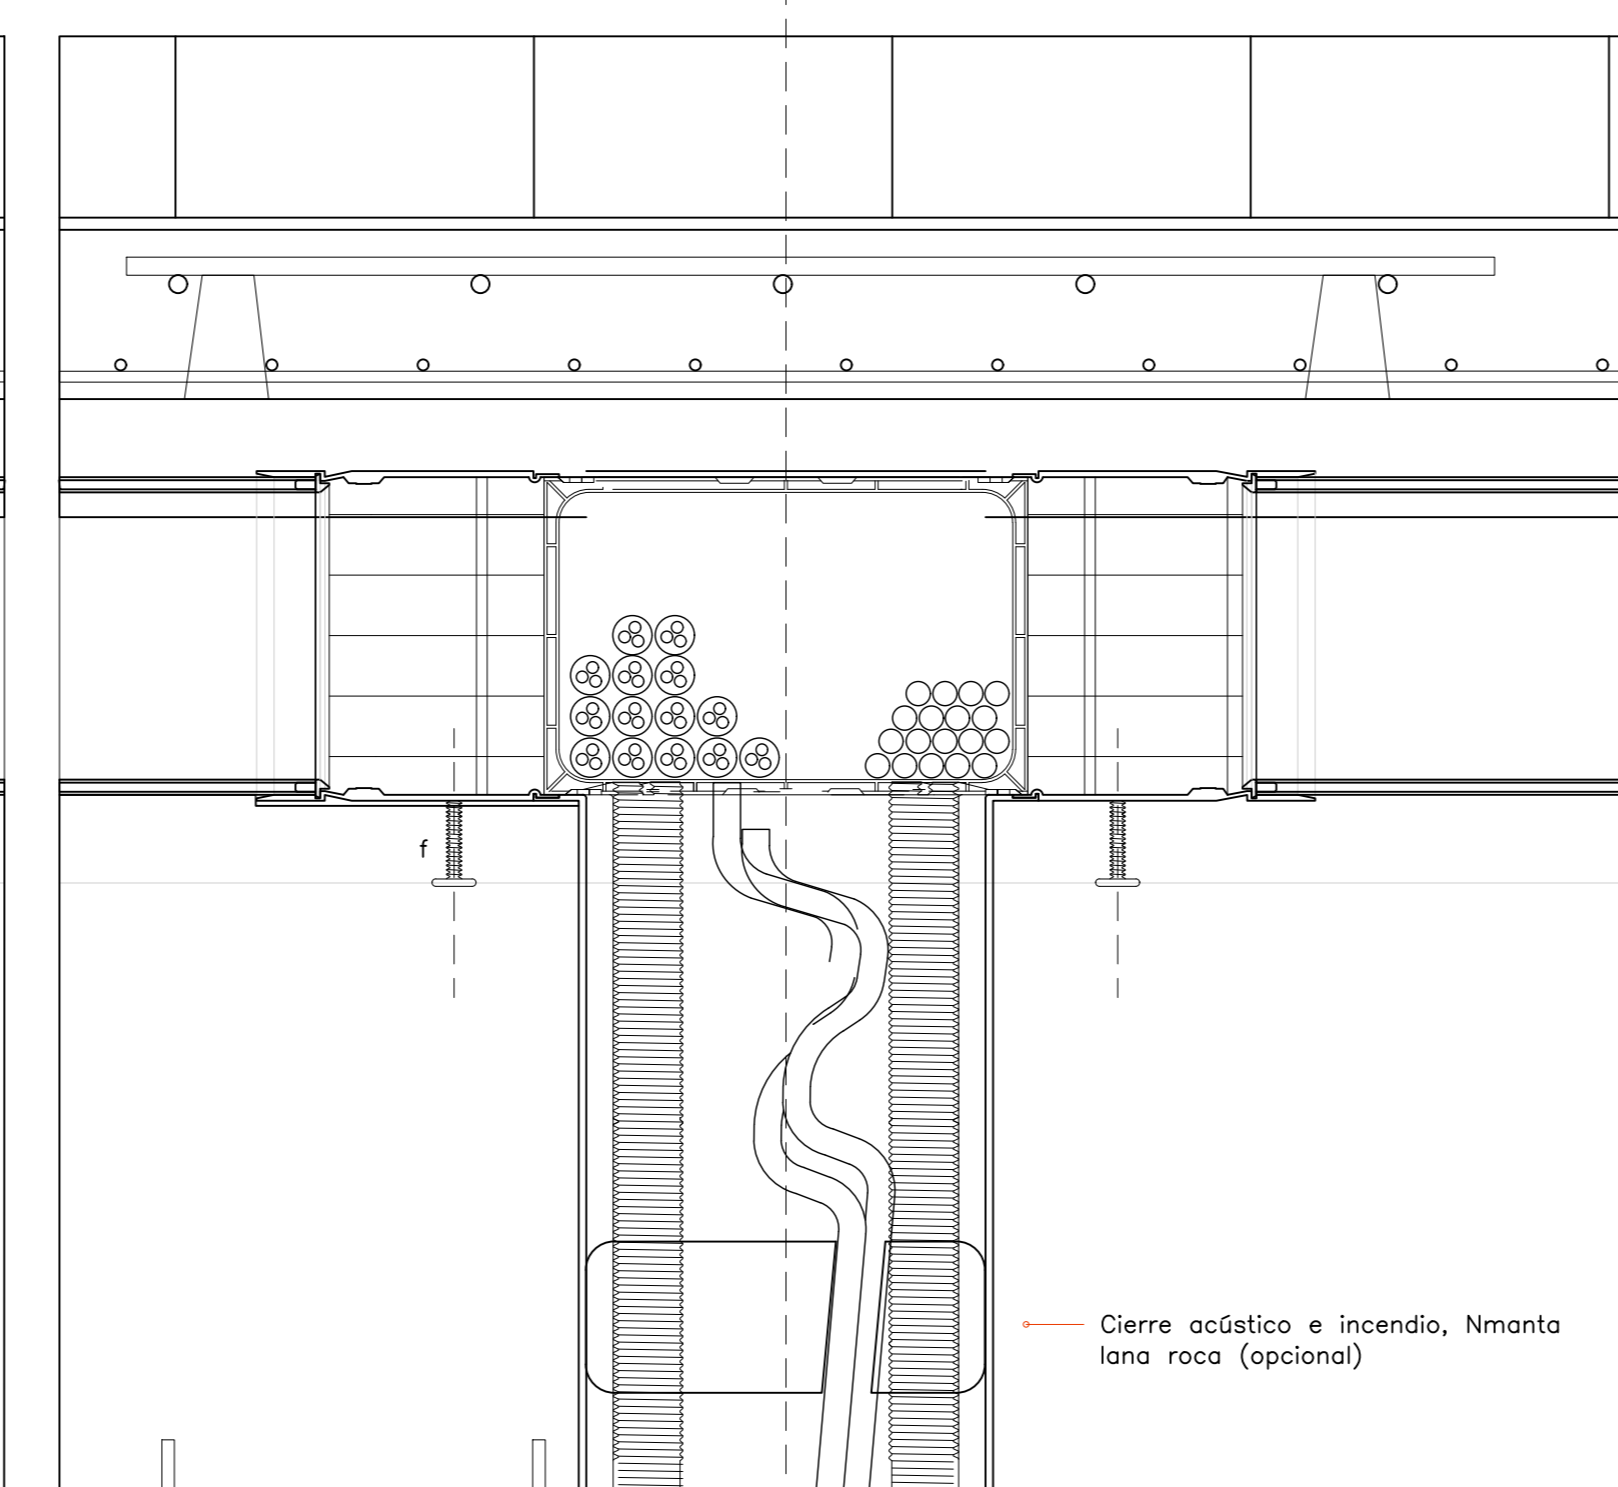 f
Cierre acústico e incendio, Nmanta
lana roca (opcional)